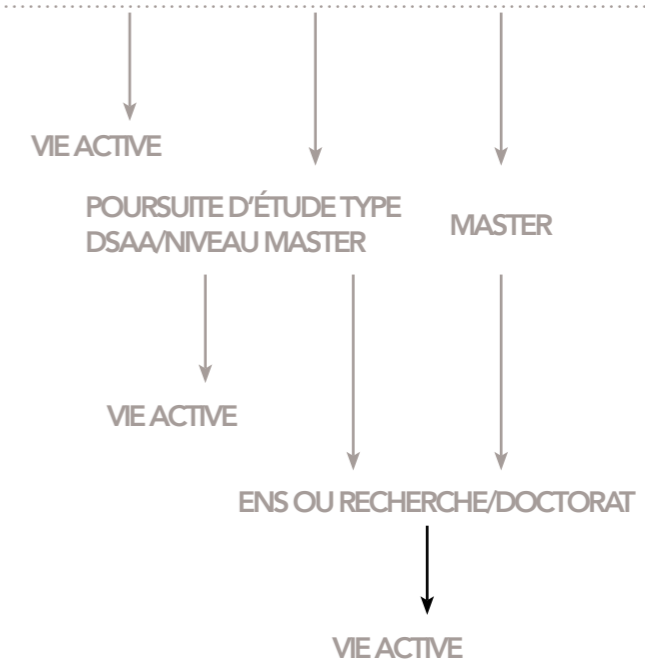 VIE ACTIVE
POURSUITE D'ÉTUDE TYPE
DSAA/NIVEAU MASTER
MASTER
VIE ACTIVE
ENS OU RECHERCHE/DOCTORAT
VIE ACTIVE